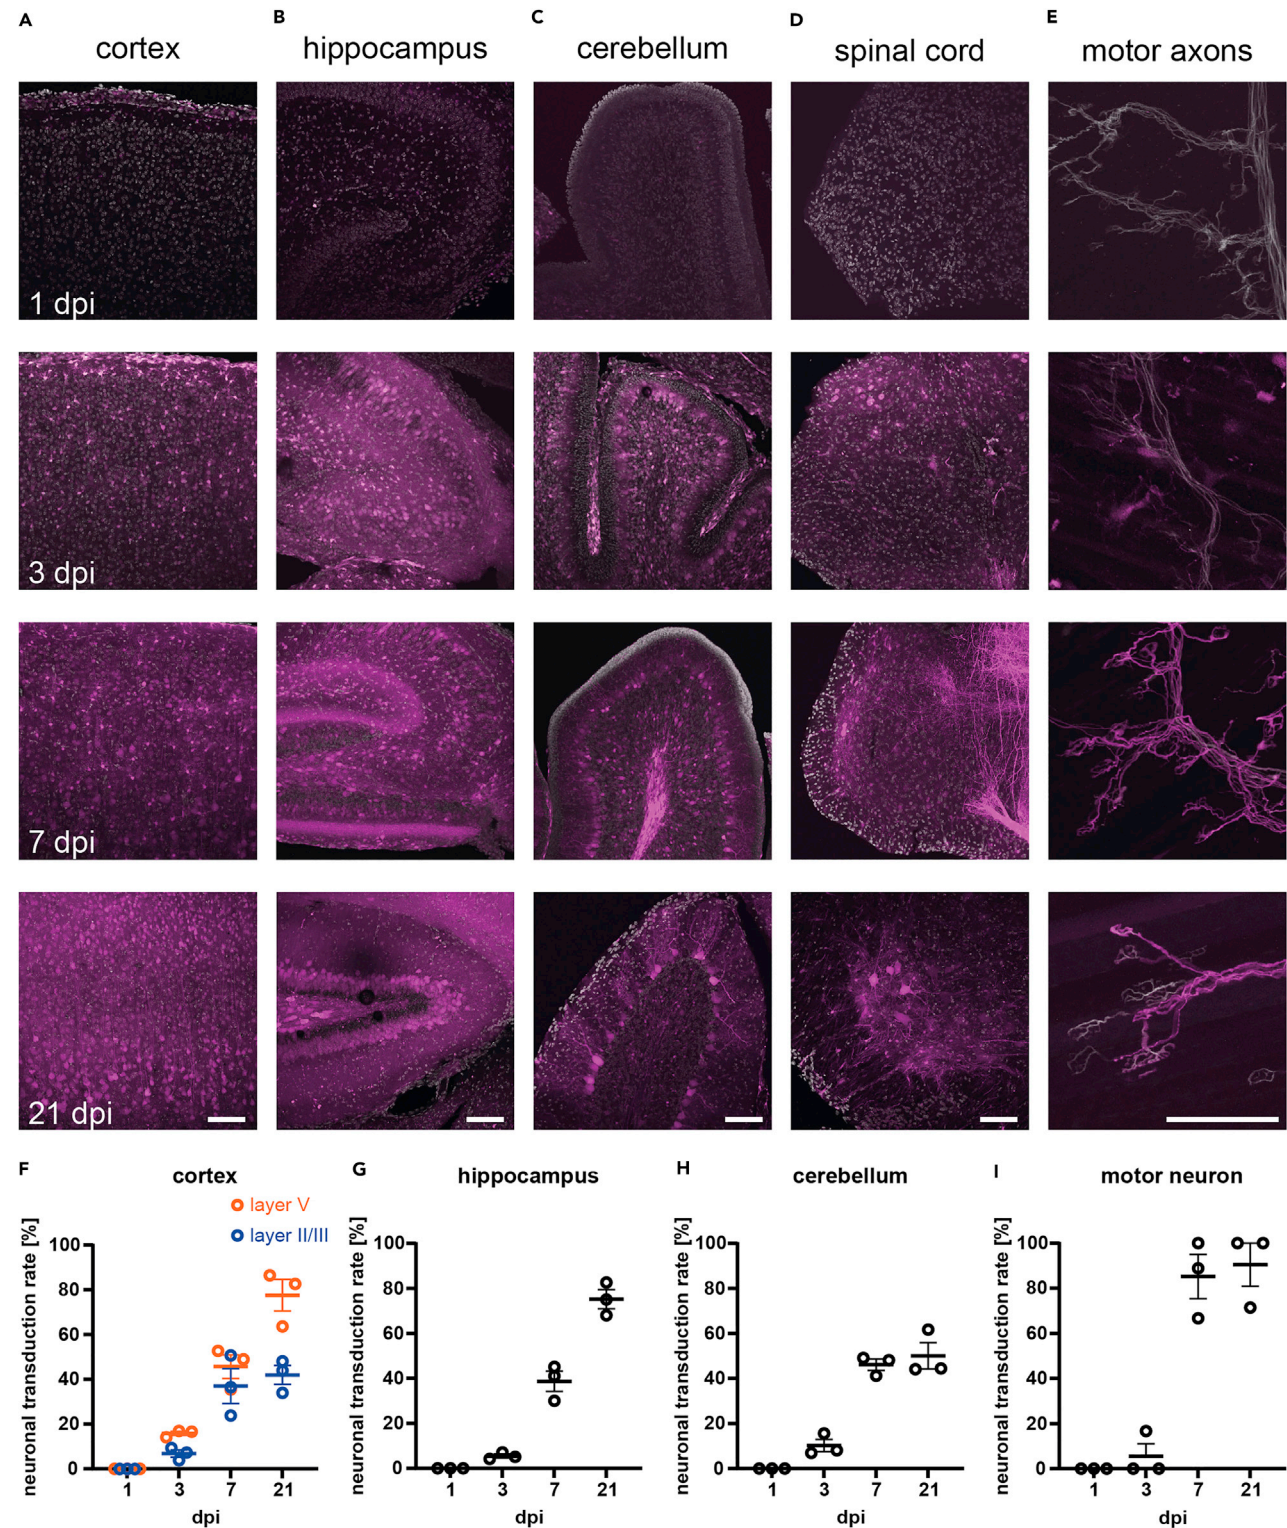 A
B
C
D
E
cortex
hippocampus
cerebellum
spinal cord
motor axons
1 dpi
3 dpi
7 dpi
21 dpi
F
cortex
layer V
layer II/III
neuronal transduction rate [%]
100
80
60
40
20
0
1
3
7
21
dpi
G
hippocampus
neuronal transduction rate [%]
100
80
60
40
20
0
1
3
7
21
dpi
H
cerebellum
neuronal transduction rate [%]
100
80
60
40
20
0
1
3
7
21
dpi
I
motor neuron
neuronal transduction rate [%]
100
80
60
40
20
0
1
3
7
21
dpi